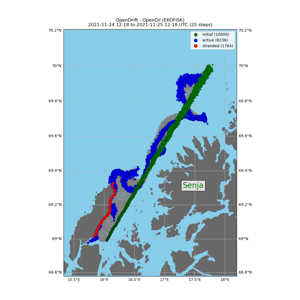 OpenDrift - OpenOil (EKOFISK)
2021-11-24 12:18 to 2021-11-25 12:18 UTC (25 steps)
70.2°N 70.2°N
initial (10000)
active (8236)
stranded (1764)
70°N 70°N
69.8°N 69.8°N
69.6°N 69.6°N
69.4°N 69.4°N
Senja
69.2°N 69.2°N
69°N 69°N
68.8°N 68.8°N
15.5°E 16°E 16.5°E 17°E 17.5°E 18°E